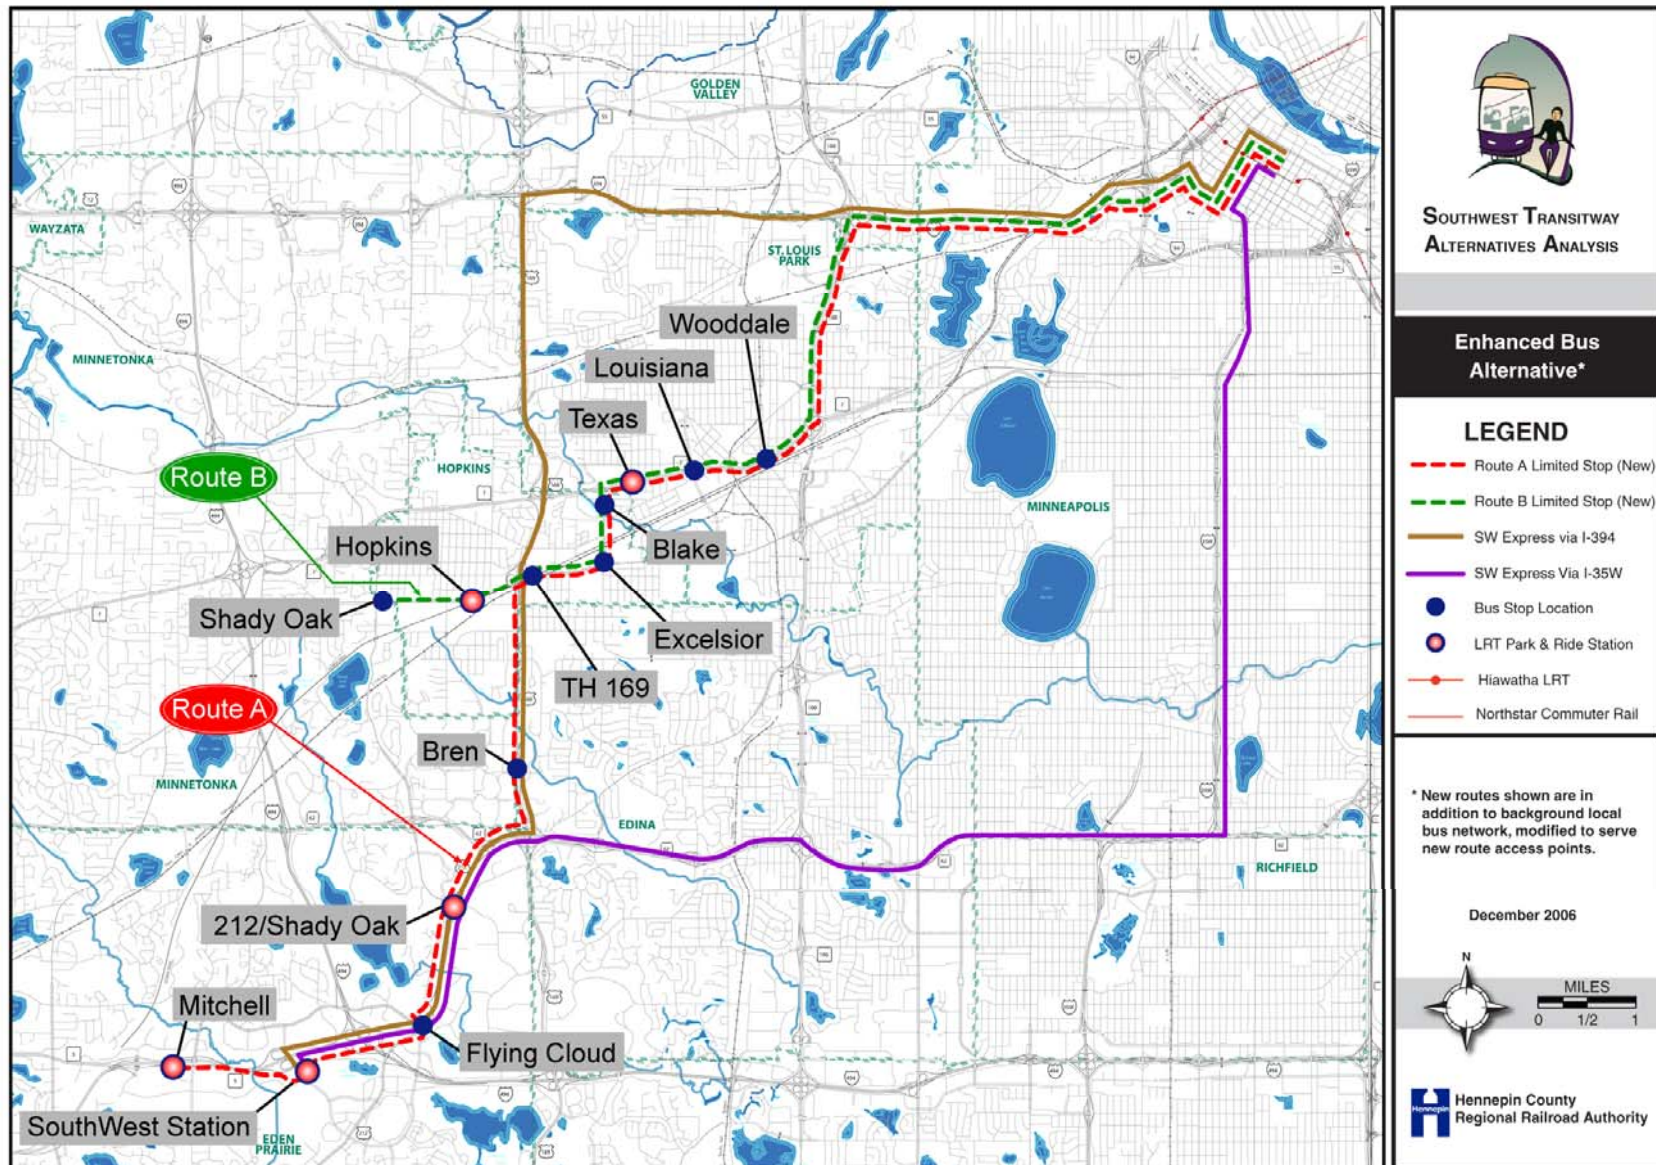 GOLDEN
VALLEY
WAYZATA
ST. LOUIS
PARK
MINNETONKA
HOPKINS
MINNEAPOLIS
MINNETONKA
EDINA
RICHFIELD
EDEN
PRAIRIE
Wooddale
Louisiana
Texas
Route B
Hopkins
Blake
Shady Oak
Excelsior
TH 169
Route A
Bren
212/Shady Oak
Mitchell
Flying Cloud
SouthWest Station
SOUTHWEST TRANSITWAY
ALTERNATIVES ANALYSIS
Enhanced Bus
Alternative*
LEGEND
Route A Limited Stop (New)
Route B Limited Stop (New)
SW Express via I-394
SW Express Via I-35W
Bus Stop Location
LRT Park & Ride Station
Hiawatha LRT
Northstar Commuter Rail
* New routes shown are in
addition to background local
bus network, modified to serve
new route access points.
December 2006
N
MILES
0 1/2 1
Hennepin
Hennepin County
Regional Railroad Authority